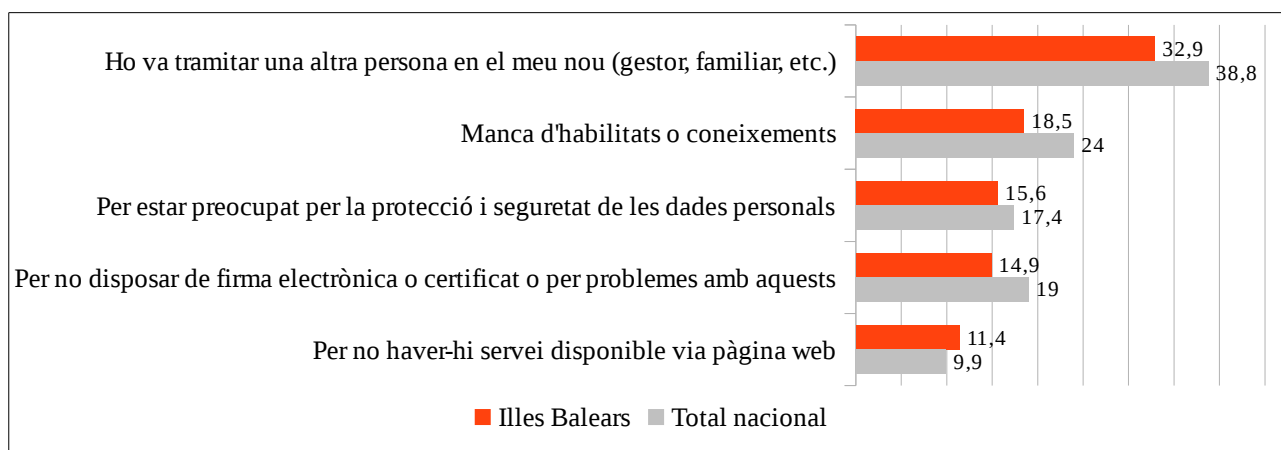 Ho va tramitar una altra persona en el meu nou (gestor, familiar, etc.)
32,9
38,8
Manca d'habilitats o coneixements
18,5
24
Per estar preocupat per la protecció i seguretat de les dades personals
15,6
17,4
Per no disposar de firma electrònica o certificat o per problemes amb aquests
14,9
19
Per no haver-hi servei disponible via pàgina web
11,4
9,9
Illes Balears Total nacional